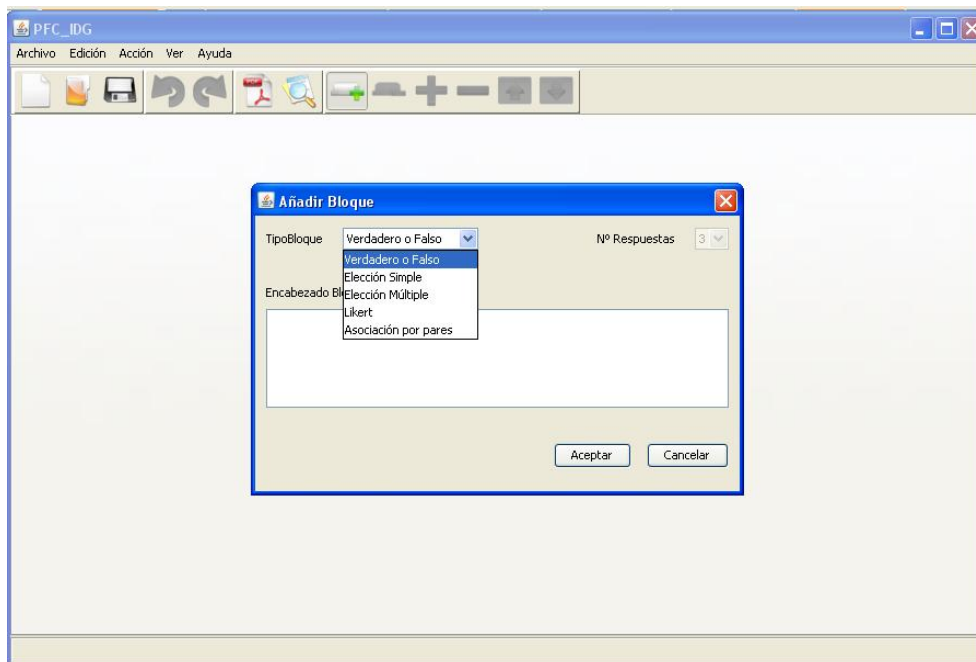 PFC_IDG
Archivo Edición Acción Ver Ayuda
Añadir Bloque
TipoBloque Verdadero o Falso Nº Respuestas 3
Verdadero o Falso
Elección Simple
Encabezado Bl
Elección Múltiple
Likert
Asociación por pares
Aceptar Cancelar